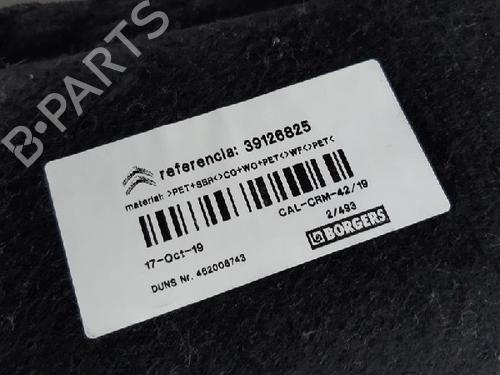 B-PARTS
referencia: 39126825
material: >PET+SBR<>CO+WO+PET<>WF<>PET<
17-Oct-19
CAL-CRM-42/19
2/493
DUNS Nr. 462008743
BORGERS